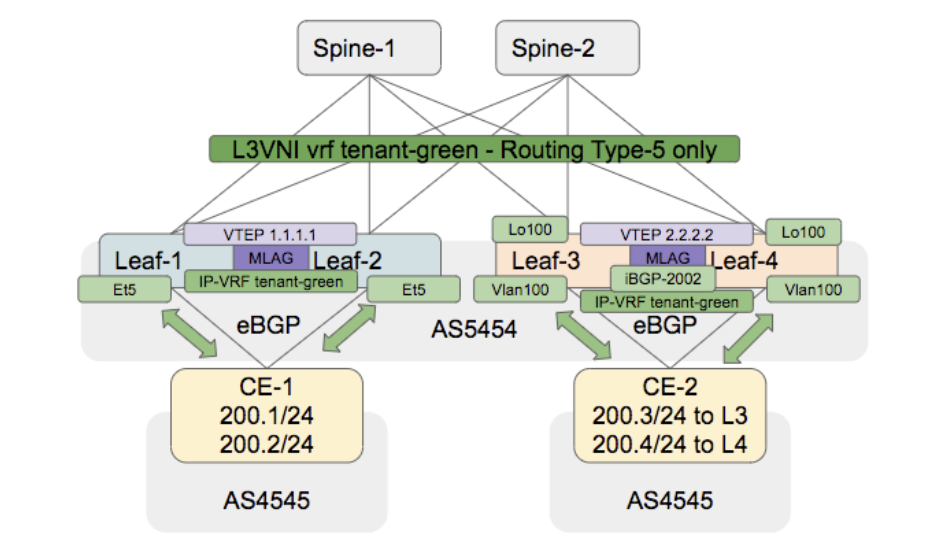 Spine-1
Spine-2
L3VNI vrf tenant-green - Routing Type-5 only
VTEP 1.1.1.1
Leaf-1
MLAG
Leaf-2
Et5
IP-VRF tenant-green
Et5
Lo100
VTEP 2.2.2.2
Lo100
Leaf-3
MLAG
Leaf-4
Vlan100
iBGP-2002
Vlan100
IP-VRF tenant-green
eBGP
AS5454
eBGP
CE-1
200.1/24
200.2/24
AS4545
CE-2
200.3/24 to L3
200.4/24 to L4
AS4545